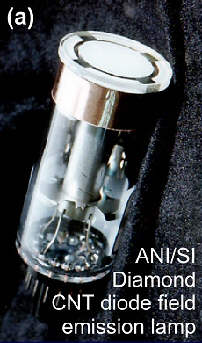 (a)
ANI/SI
Diamond
CNT diode field
emission lamp